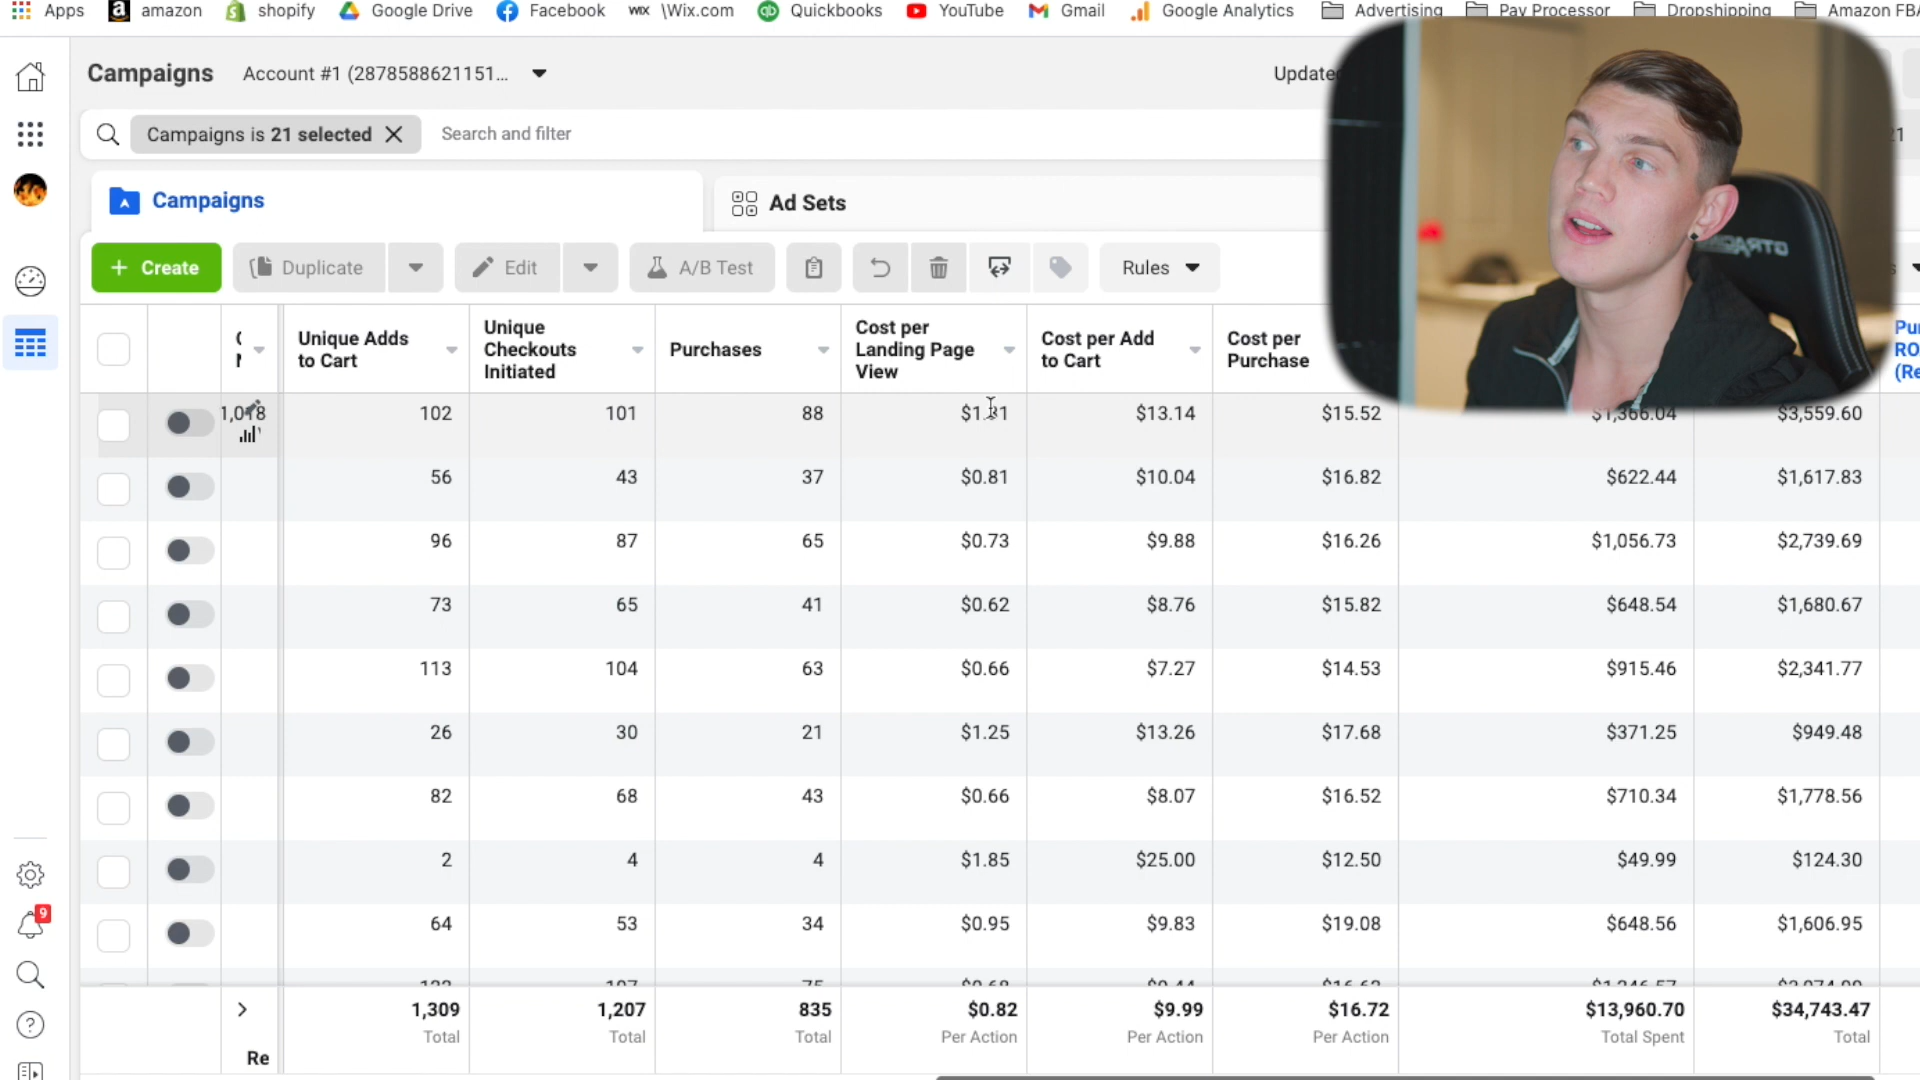 Apps amazon shopify Google Drive Facebook WIX \Wix.com Quickbooks YouTube Gmail Google Analytics Advertising Pay Processor Dropshipping Amazon FBA
Campaigns Account #1 (2878588621151... Updated
Campaigns is 21 selected Search and filter 21
Campaigns Ad Sets
+ Create Duplicate Edit A/B Test Rules
Unique Adds to Cart
Unique Checkouts Initiated
Purchases
Cost per Landing Page View
Cost per Add to Cart
Cost per Purchase
102 101 88 $13.14 $15.52 $1,366.04 $3,559.60
56 43 37 $0.81 $10.04 $16.82 $622.44 $1,617.83
96 87 65 $0.73 $9.88 $16.26 $1,056.73 $2,739.69
73 65 41 $0.62 $8.76 $15.82 $648.54 $1,680.67
113 104 63 $0.66 $7.27 $14.53 $915.46 $2,341.77
26 30 21 $1.25 $13.26 $17.68 $371.25 $949.48
82 68 43 $0.66 $8.07 $16.52 $710.34 $1,778.56
2 4 4 $1.85 $25.00 $12.50 $49.99 $124.30
64 53 34 $0.95 $9.83 $19.08 $648.56 $1,606.95
9
1,309 1,207 835 $0.82 $9.99 $16.72 $13,960.70 $34,743.47
Total Total Total Per Action Per Action Per Action Total Spent Total
Re